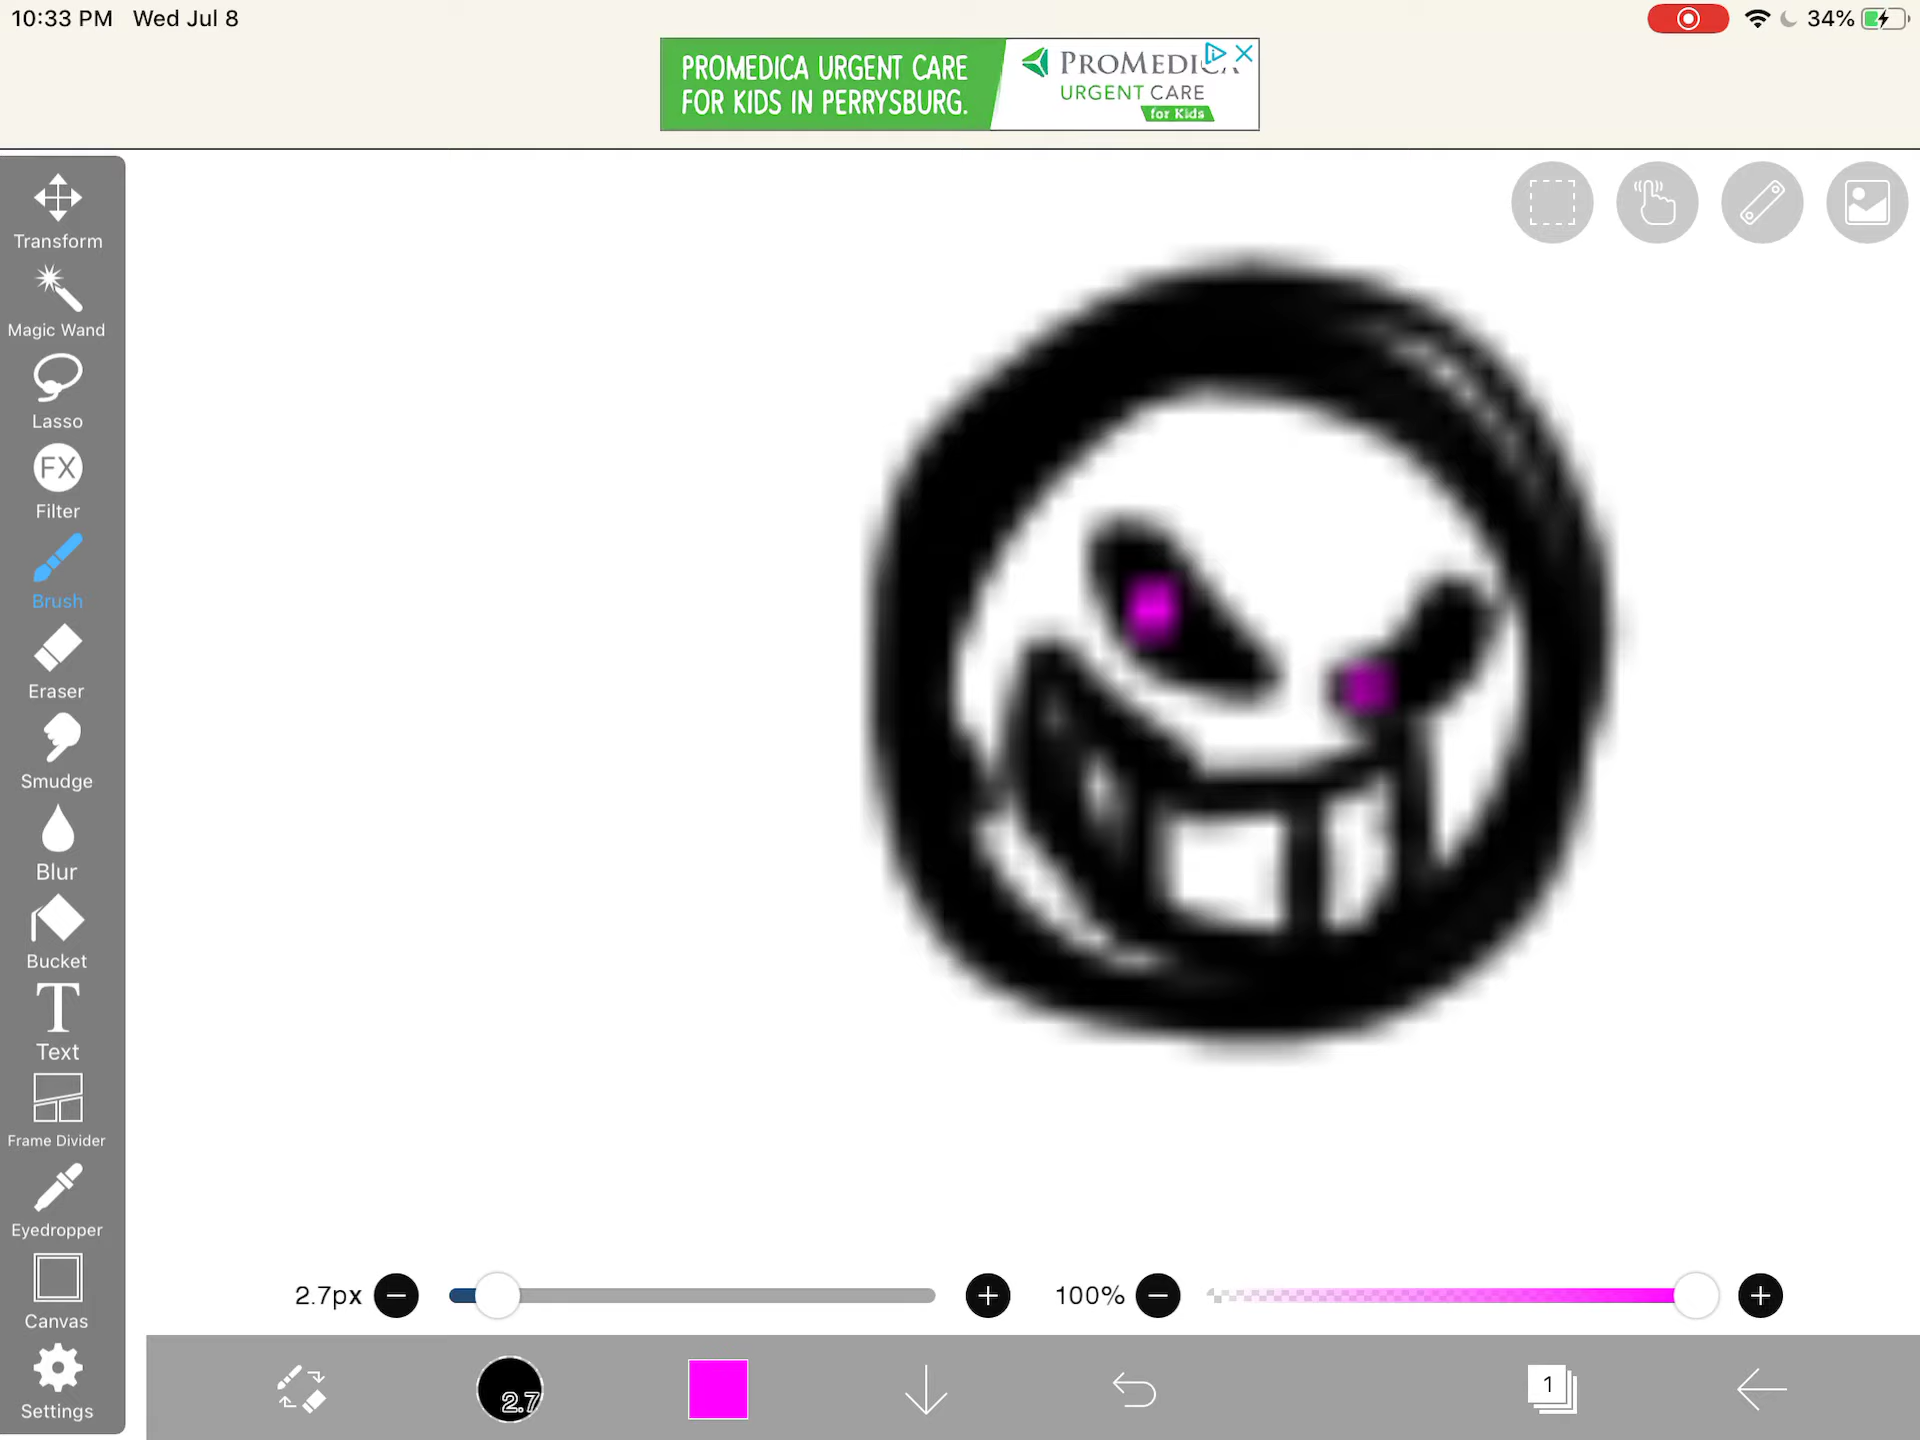 10:33 PM Wed Jul 8
34%
PROMEDICA URGENT CARE
FOR KIDS IN PERRYSBURG.
PROMEDICA
URGENT CARE
for Kids
Transform
Magic Wand
Lasso
FX
Filter
Brush
Eraser
Smudge
Blur
Bucket
T
Text
Frame Divider
Eyedropper
Canvas
Settings
2.7px
100%
2.7
1